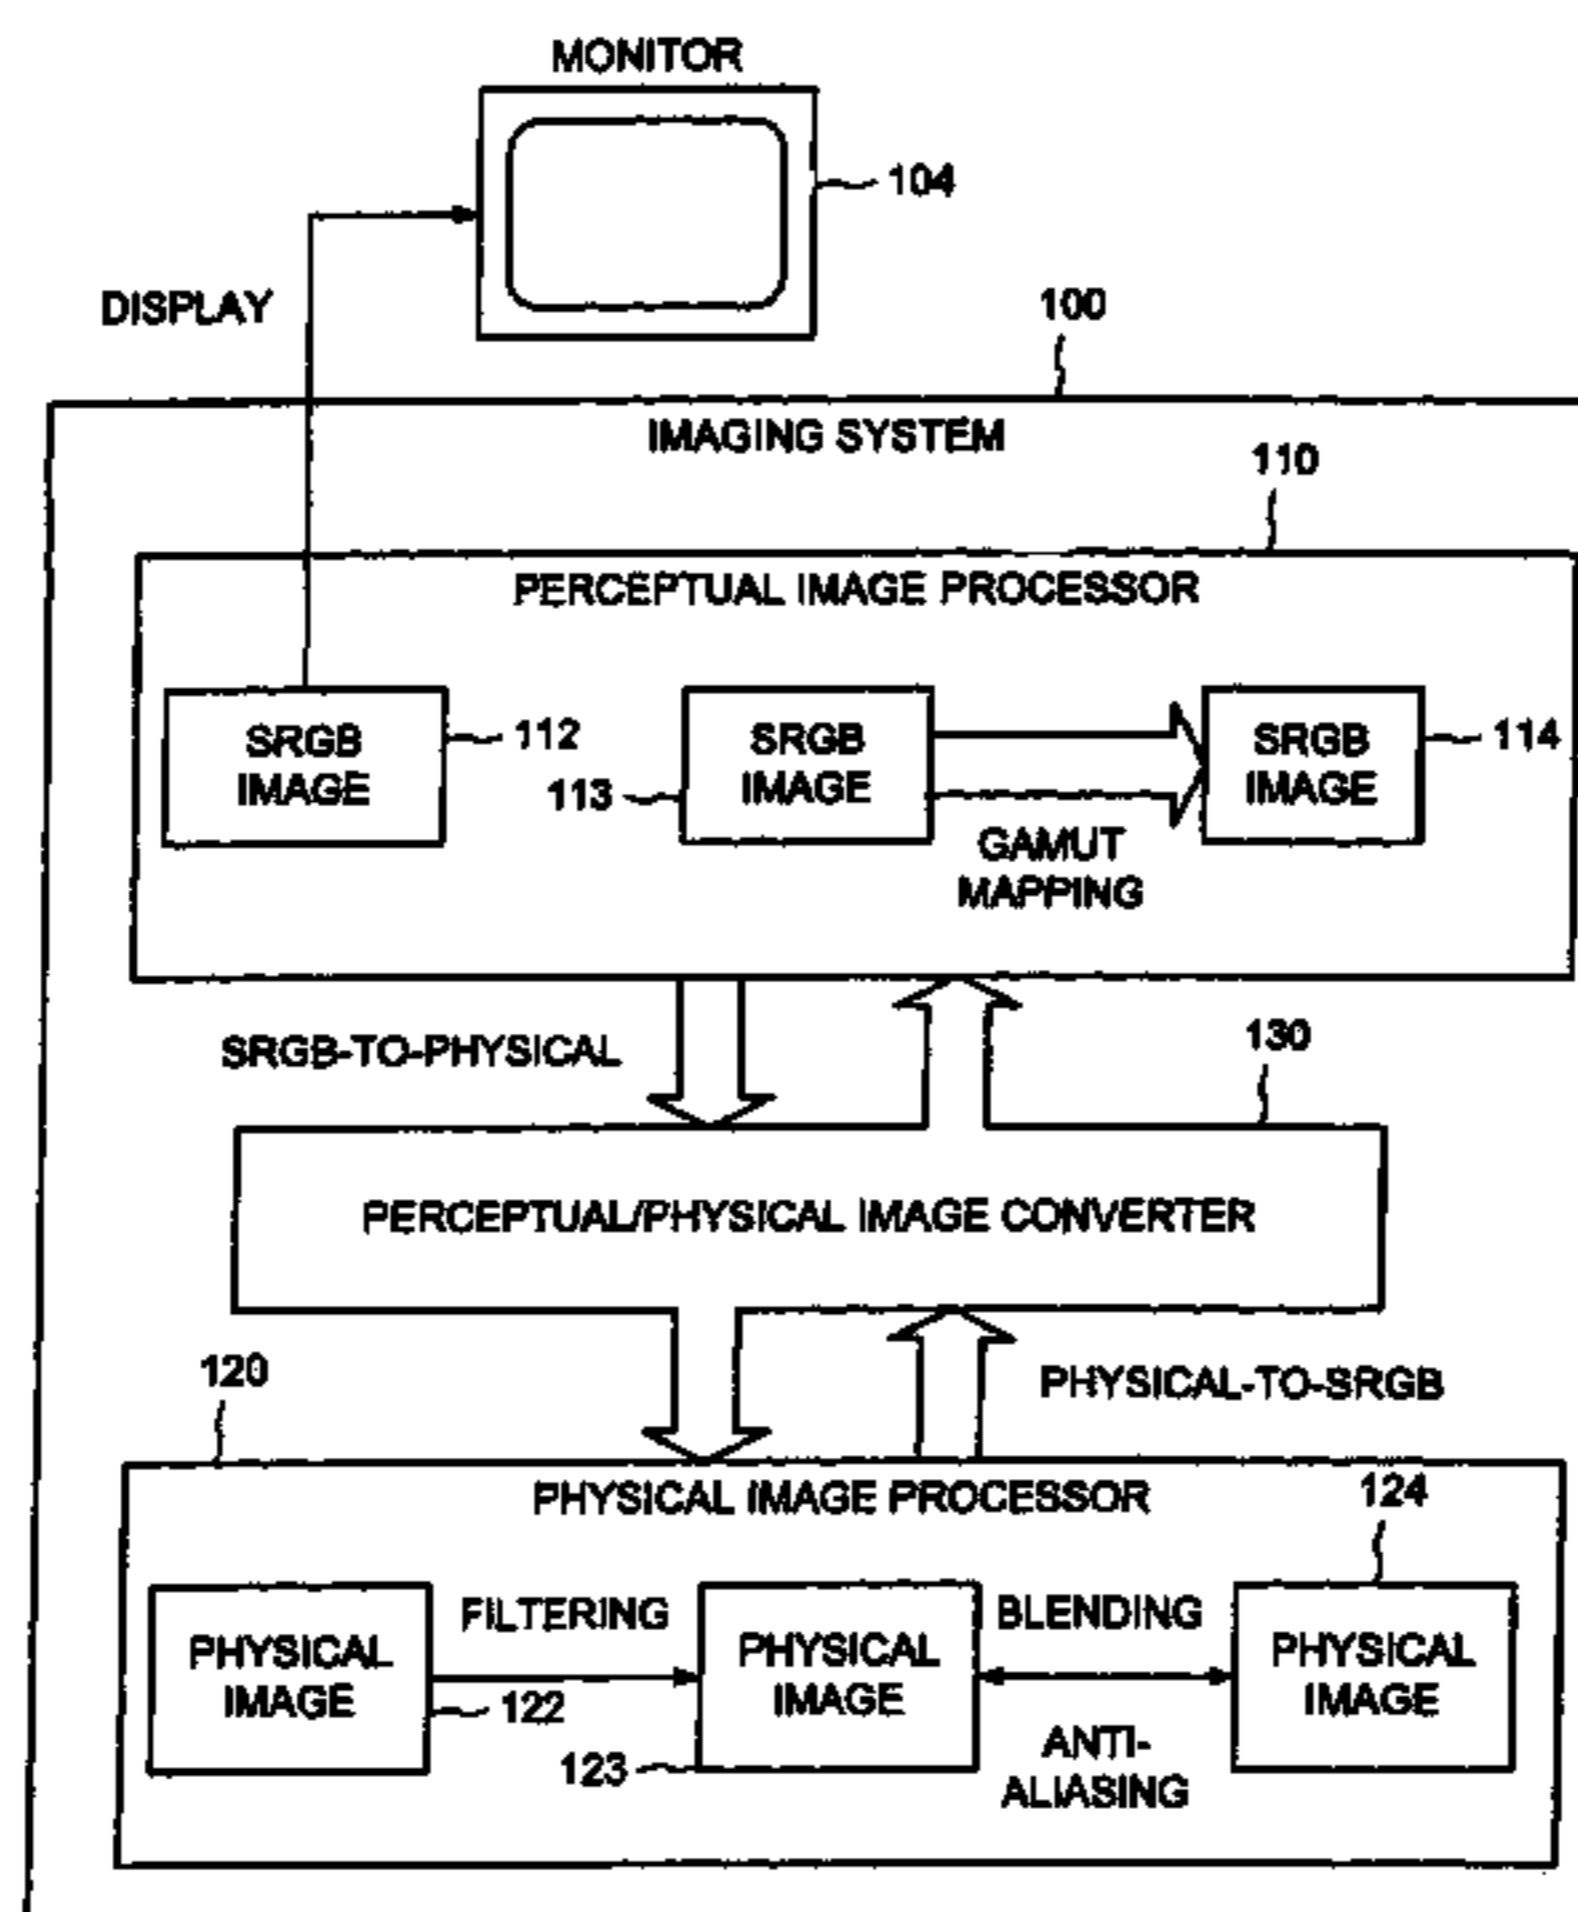 MONITOR
104
DISPLAY
100
IMAGING SYSTEM
110
PERCEPTUAL IMAGE PROCESSOR
SRGB
IMAGE
112
113
SRGB
IMAGE
GAMUT
MAPPING
SRGB
IMAGE
114
SRGB-TO-PHYSICAL
130
PERCEPTUAL/PHYSICAL IMAGE CONVERTER
120
PHYSICAL-TO-SRGB
PHYSICAL IMAGE PROCESSOR
124
PHYSICAL
IMAGE
122
FILTERING
123
PHYSICAL
IMAGE
BLENDING
ANTI-
ALIASING
PHYSICAL
IMAGE